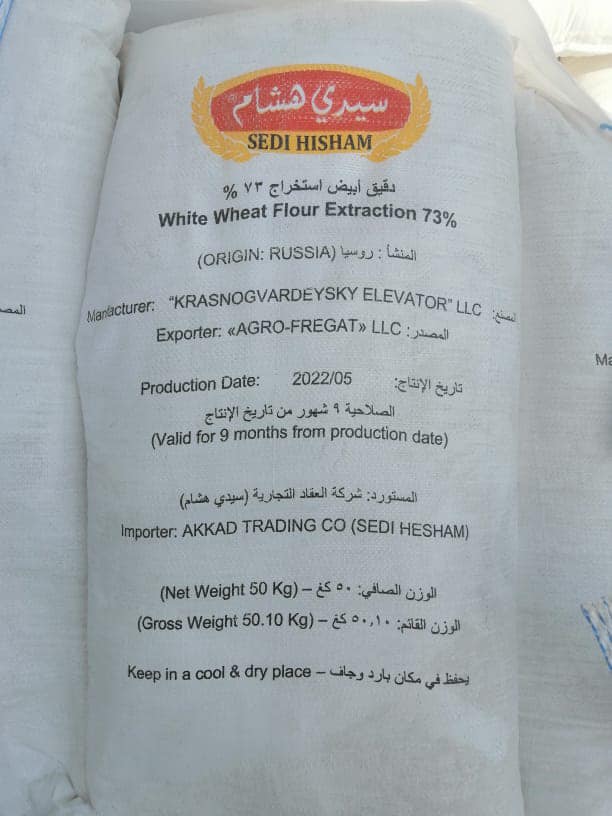 سيدي هشام
SEDI HISHAM
دقيق أبيض استخراج ٧٣ %
White Wheat Flour Extraction 73%
المنشأ : روسيا (ORIGIN: RUSSIA)
Manfacturer: “KRASNOGVARDEYSKY ELEVATOR” LLC المصنع:
Exporter: «AGRO-FREGAT» LLC المصدر:
Production Date: 2022/05 تاريخ الإنتاج:
الصلاحية ٩ شهور من تاريخ الإنتاج
(Valid for 9 months from production date)
المستورد: شركة العقاد التجارية (سيدي هشام)
Importer: AKKAD TRADING CO (SEDI HESHAM)
الوزن الصافي: ٥٠ كغ – (Net Weight 50 Kg)
الوزن القائم: ٥٠,١٠ كغ – (Gross Weight 50.10 Kg)
يحفظ في مكان بارد وجاف – Keep in a cool & dry place
المص
Ma